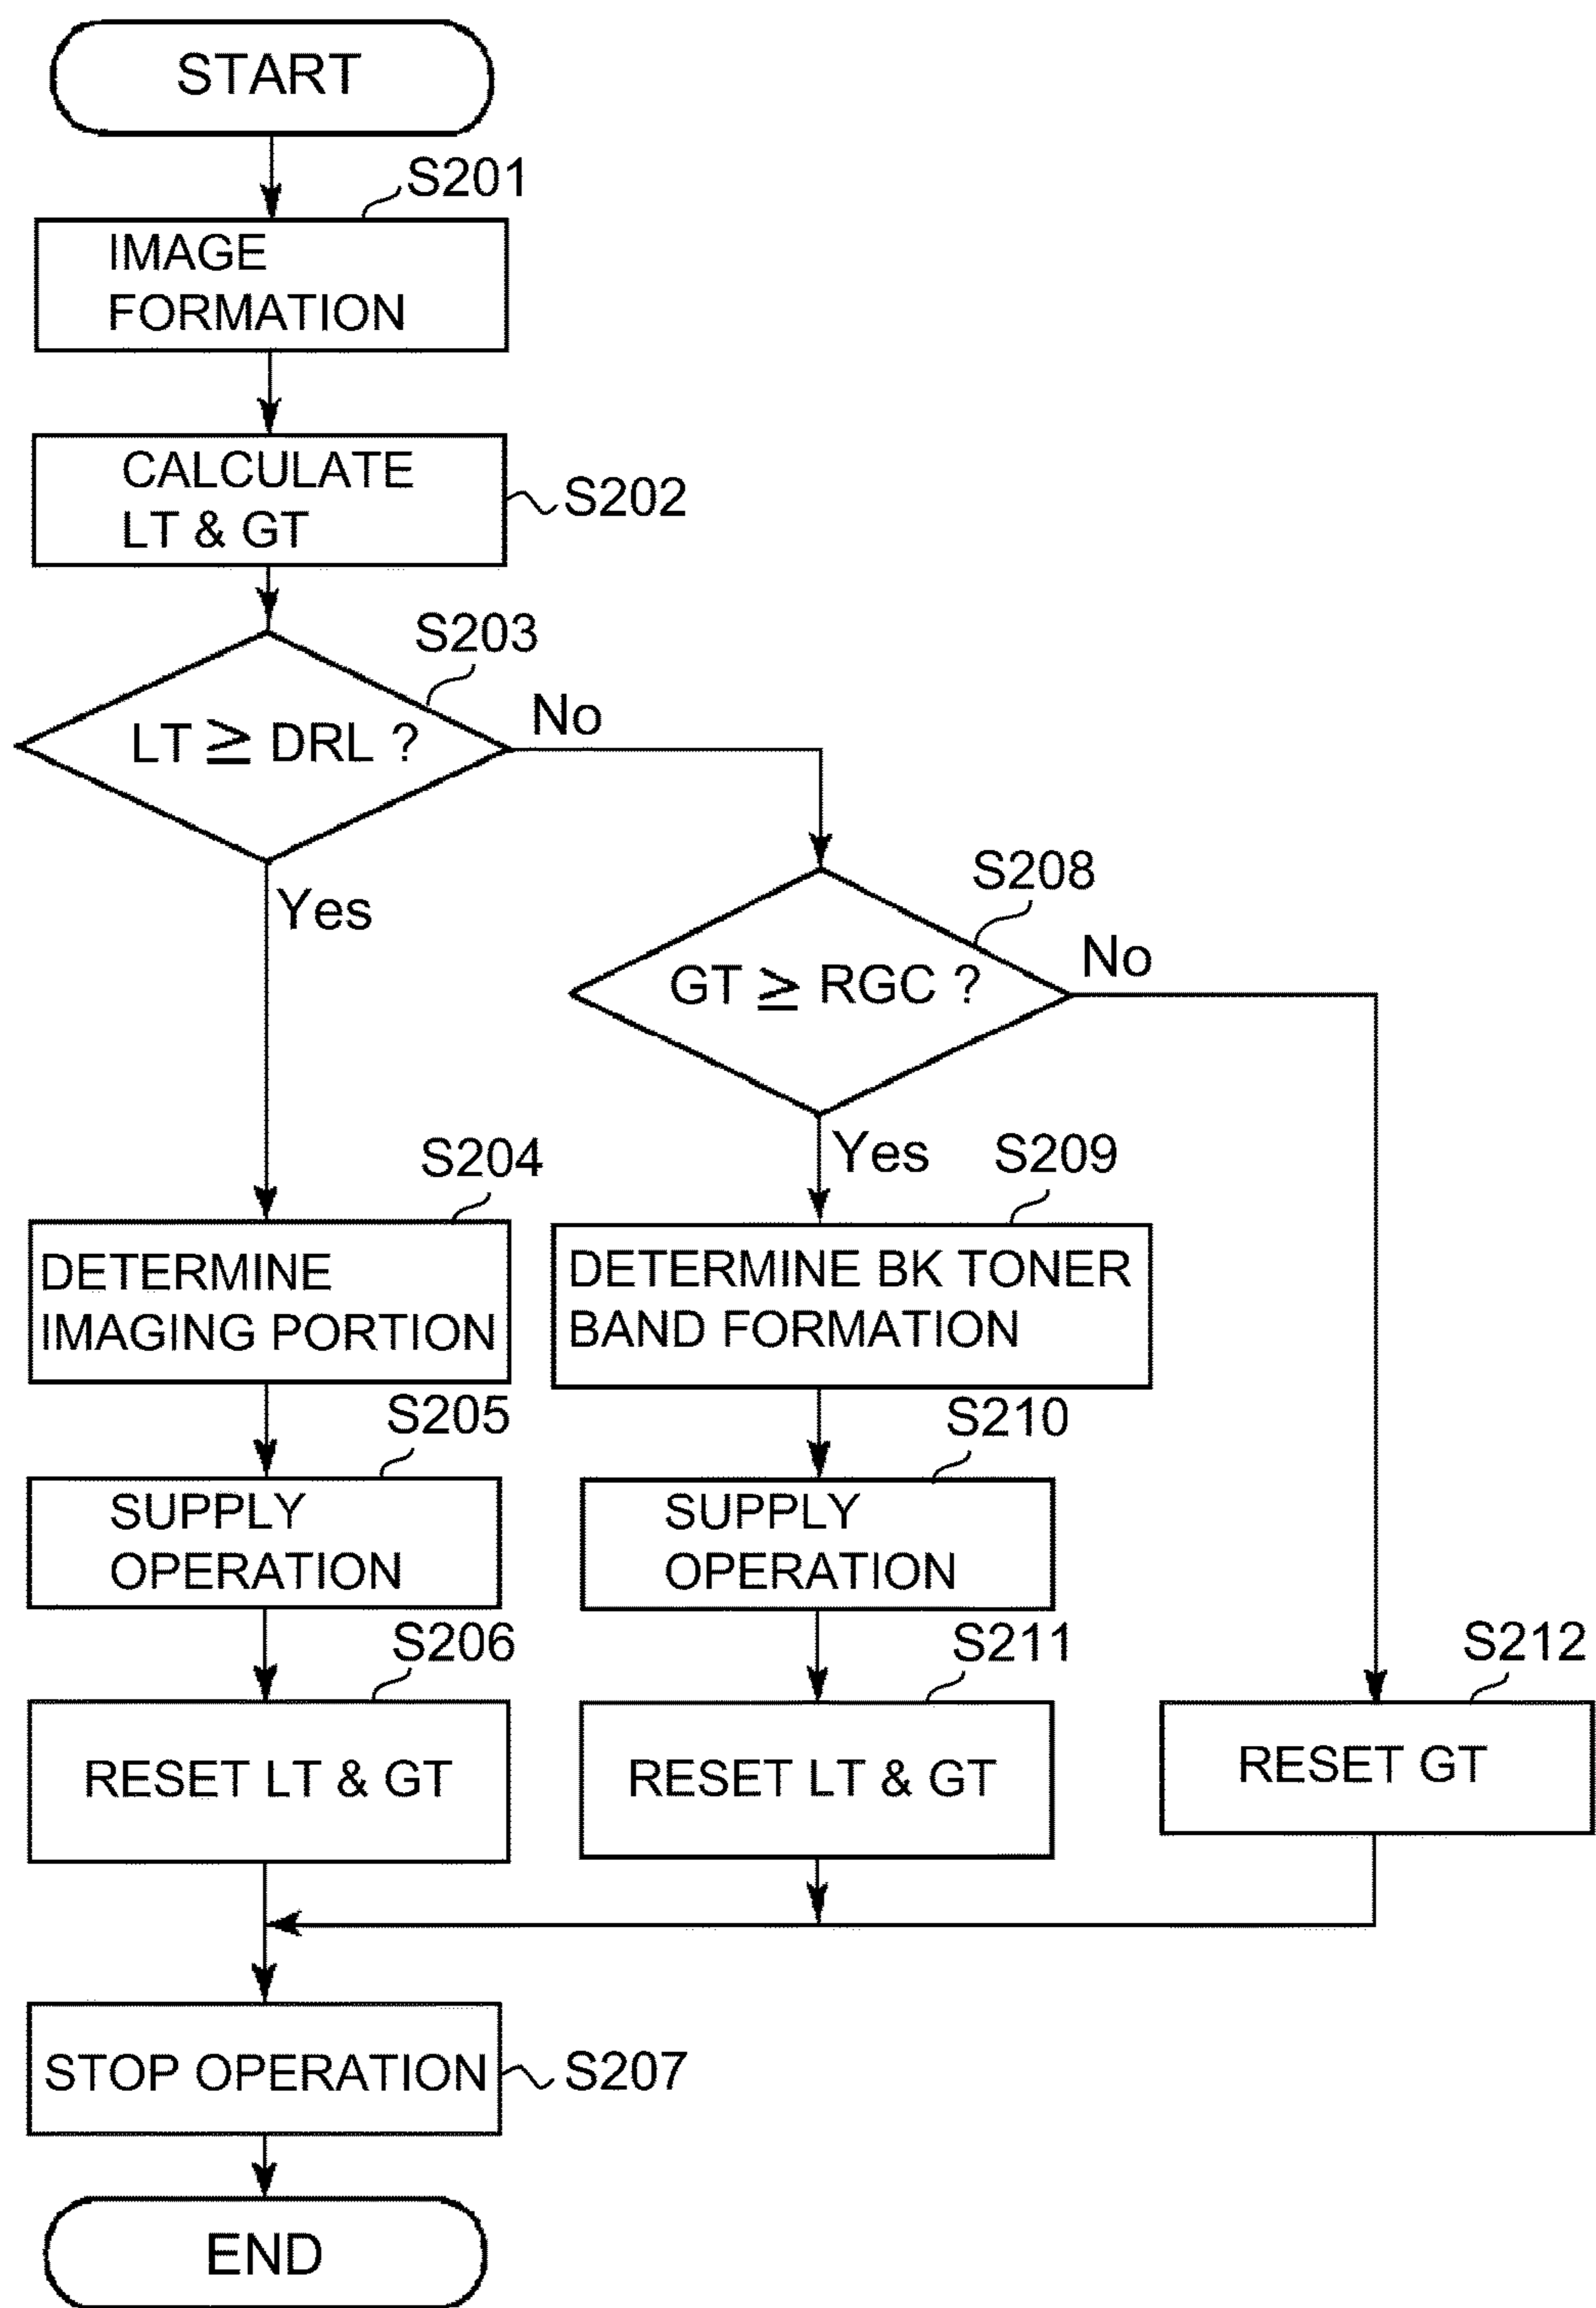 START
S201
IMAGE
FORMATION
CALCULATE
LT & GT
S202
S203
LT ≥ DRL ?
No
Yes
S208
GT ≥ RGC ?
No
Yes
S204
DETERMINE
IMAGING PORTION
S209
DETERMINE BK TONER
BAND FORMATION
S205
SUPPLY
OPERATION
S210
SUPPLY
OPERATION
S206
RESET LT & GT
S211
RESET LT & GT
S212
RESET GT
STOP OPERATION
S207
END